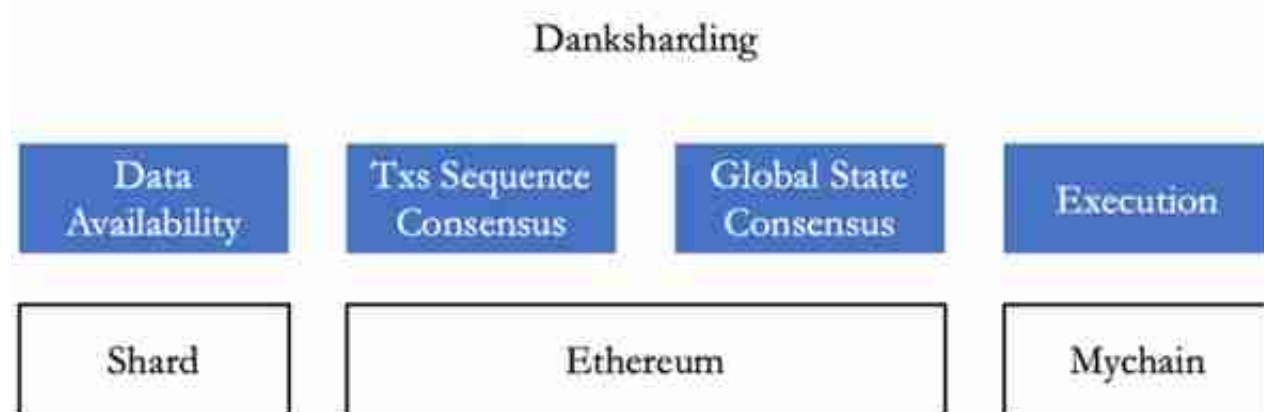 Danksharding
Data
Availability
Txs Sequence
Consensus
Global State
Consensus
Execution
Shard
Ethereum
Mychain